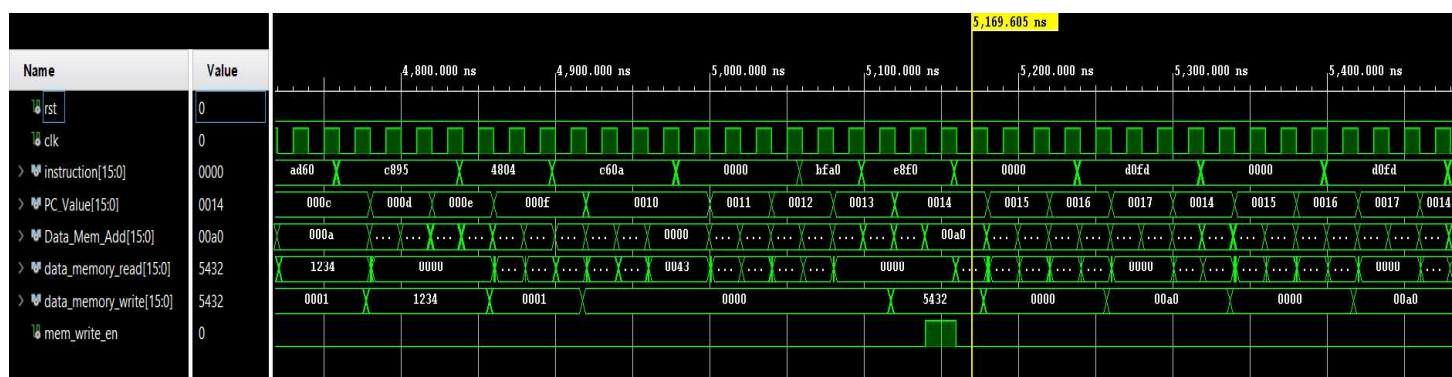 5,169.605 ns
Name Value 4,800.000 ns 4,900.000 ns 5,000.000 ns 5,100.000 ns 5,200.000 ns 5,300.000 ns 5,400.000 ns
rst 0
clk 0
instruction[15:0] 0000 ad60 c895 4804 c60a 0000 bfa0 e8f0 0000 d0fd 0000 d0fd
PC_Value[15:0] 0014 000c 000d 000e 000f 0010 0011 0012 0013 0014 0015 0016 0017 0014 0015 0016 0017 0014
Data_Mem_Add[15:0] 00a0 000a ... ... ... ... ... ... ... ... 0000 ... ... ... ... ... ... ... 00a0 ... ... ... ... ... ... ... ... ... ... ... ... ... ... ...
data_memory_read[15:0] 5432 1234 0000 ... ... ... ... ... 0043 ... ... ... ... 0000 ... ... ... ... ... 0000 ... ... ... ... ... 0000 ...
data_memory_write[15:0] 5432 0001 1234 0001 0000 5432 0000 00a0 0000 00a0
mem_write_en 0